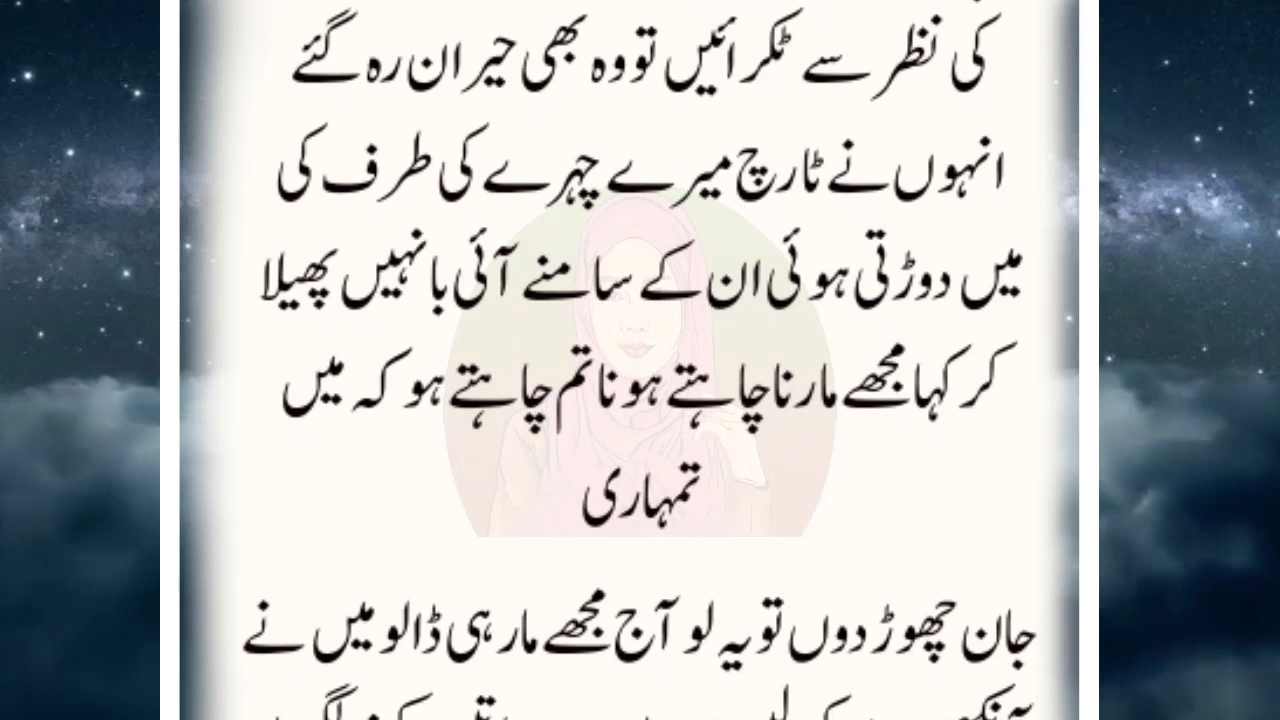 کی نظر سے ٹکرائیں تو وہ بھی حیران رہ گئے
انہوں نے ٹارچ میرے چہرے کی طرف کی
میں دوڑتی ہوئی ان کے سامنے آئی بانہیں پھیلا
کر کہا مجھے مارنا چاہتے ہو نا تم چاہتے ہو کہ میں
تمہاری
جان چھوڑ دوں تو یہ لو آج مجھے مار ہی ڈالو میں نے